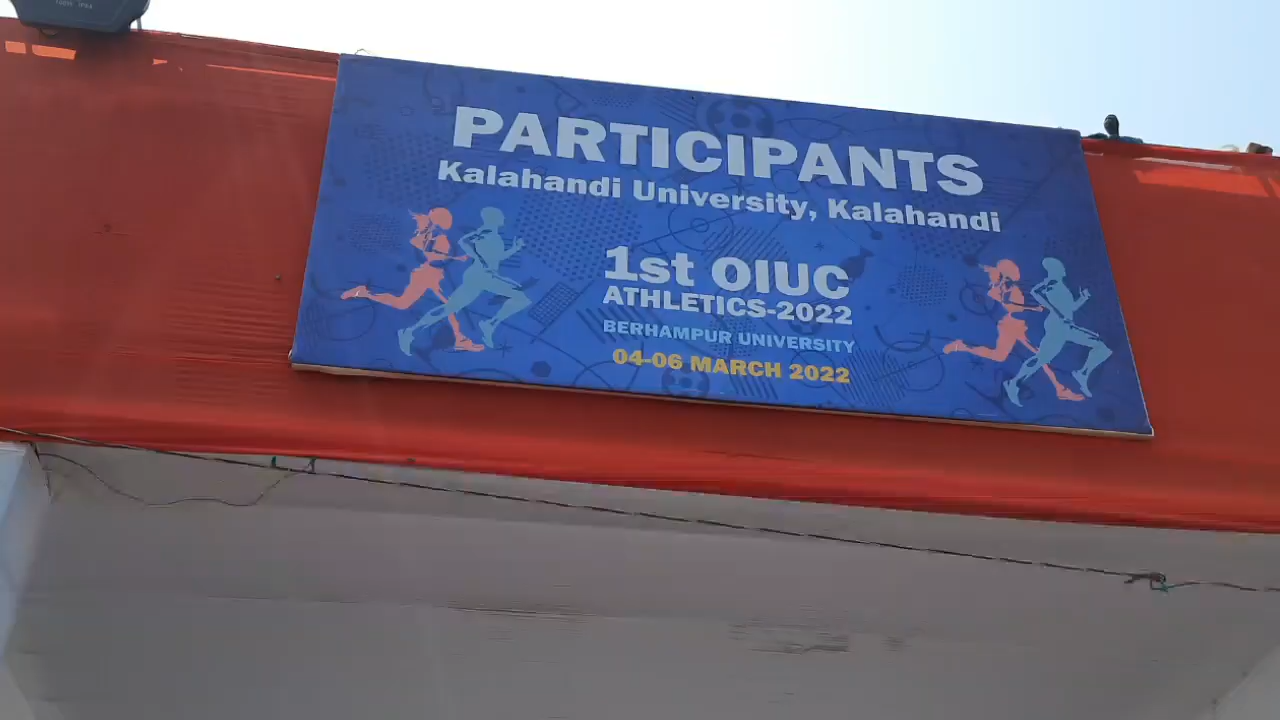 PARTICIPANTS
Kalahandi University, Kalahandi
1st OIUC
ATHLETICS-2022
BERHAMPUR UNIVERSITY
04-06 MARCH 2022